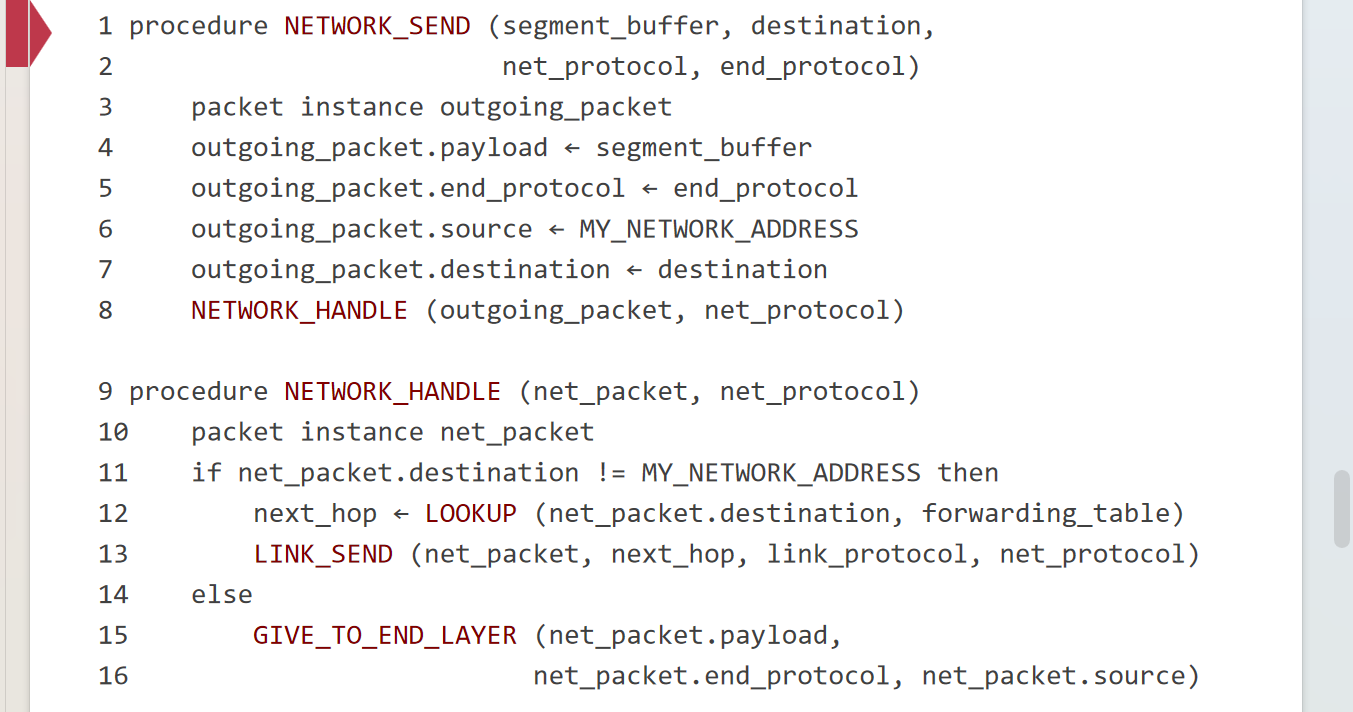 1 procedure NETWORK_SEND (segment_buffer, destination,
2                         net_protocol, end_protocol)
3     packet instance outgoing_packet
4     outgoing_packet.payload ← segment_buffer
5     outgoing_packet.end_protocol ← end_protocol
6     outgoing_packet.source ← MY_NETWORK_ADDRESS
7     outgoing_packet.destination ← destination
8     NETWORK_HANDLE (outgoing_packet, net_protocol)
9 procedure NETWORK_HANDLE (net_packet, net_protocol)
10    packet instance net_packet
11    if net_packet.destination != MY_NETWORK_ADDRESS then
12        next_hop ← LOOKUP (net_packet.destination, forwarding_table)
13        LINK_SEND (net_packet, next_hop, link_protocol, net_protocol)
14    else
15        GIVE_TO_END_LAYER (net_packet.payload,
16                          net_packet.end_protocol, net_packet.source)